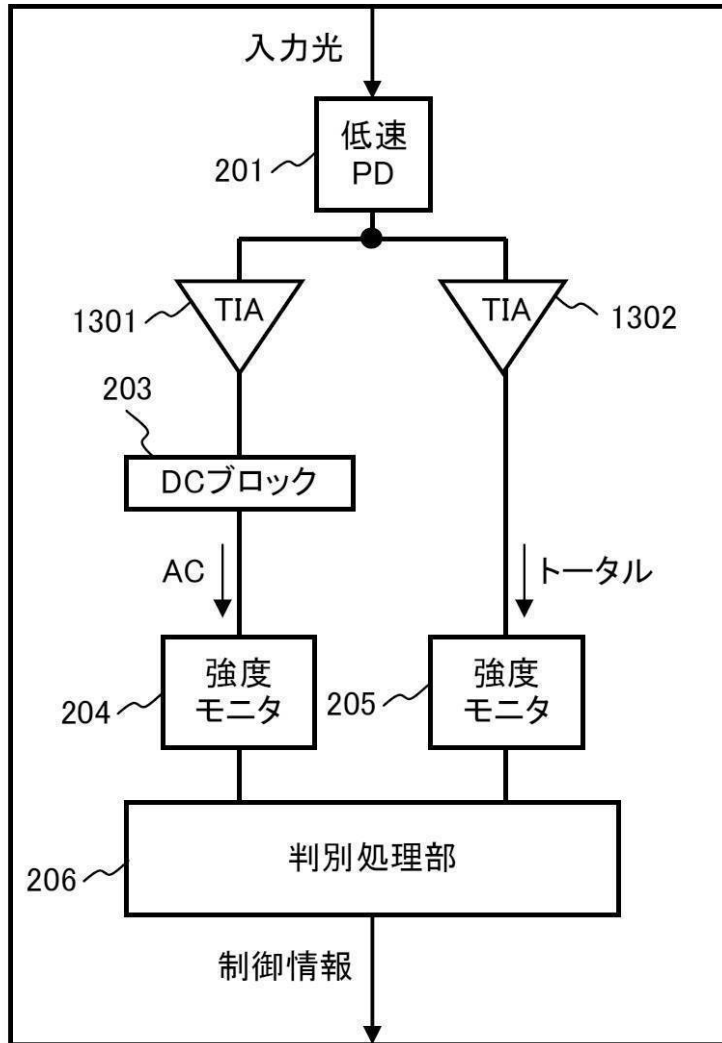 入力光
低速
PD
201
TIA
TIA
1301
1302
203
DCブロック
AC
トータル
強度
モニタ
204
強度
モニタ
205
判別処理部
206
制御情報